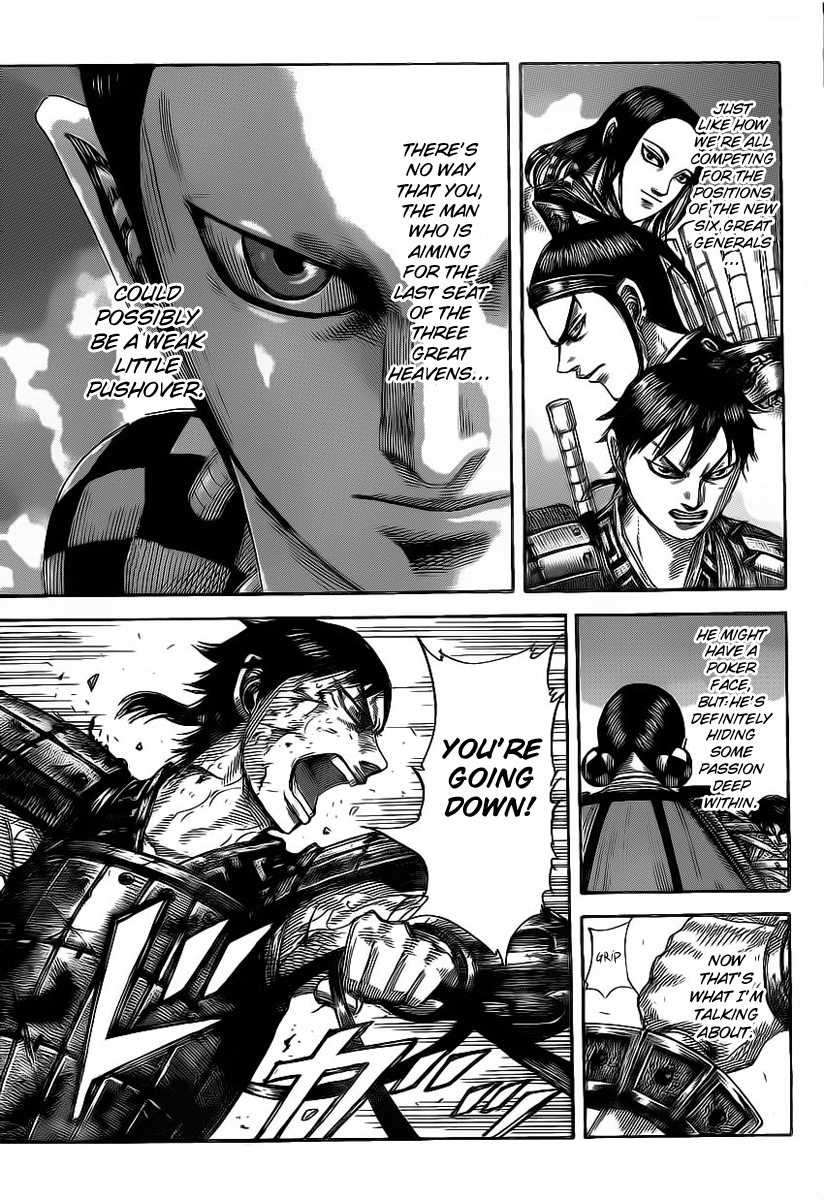 JUST
LIKE HOW
WE'RE ALL
COMPETING
FOR THE
POSITIONS
OF THE NEW
SIX GREAT
GENERALS
...
THERE'S
NO WAY
THAT YOU,
THE MAN
WHO IS
AIMING
FOR THE
LAST SEAT
OF THE
THREE
GREAT
HEAVENS...
COULD
POSSIBLY
BE A WEAK
LITTLE
PUSHOVER.
HE MIGHT
HAVE A
POKER
FACE,
BUT HE'S
DEFINITELY
HIDING
SOME
PASSION
DEEP
WITHIN.
NOW
THAT'S
WHAT I'M
TALKING
ABOUT.
GRIP
YOU'RE
GOING
DOWN!
ドガッ